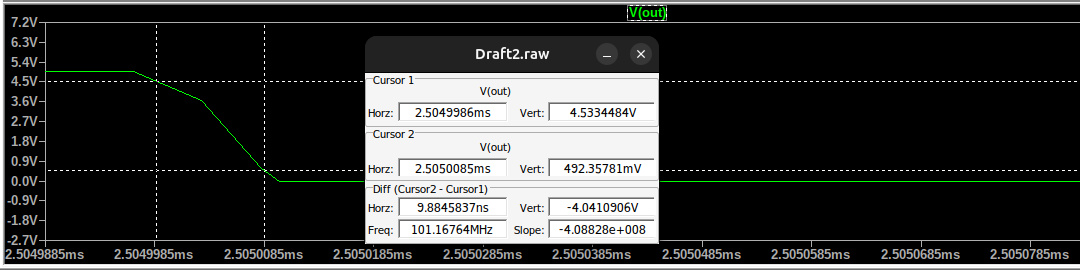 V(out)
7.2V
6.3V
5.4V
4.5V
3.6V
2.7V
1.8V
0.9V
0.0V
-0.9V
-1.8V
-2.7V
2.5049885ms 2.5049985ms 2.5050085ms 2.5050185ms 2.5050285ms 2.5050385ms 2.5050485ms 2.5050585ms 2.5050685ms 2.5050785ms
Draft2.raw
Cursor 1
V(out)
Horz: 2.5049986ms Vert: 4.5334484V
Cursor 2
V(out)
Horz: 2.5050085ms Vert: 492.35781mV
Diff (Cursor2 - Cursor1)
Horz: 9.8845837ns Vert: -4.0410906V
Freq: 101.16764MHz Slope: -4.08828e+008